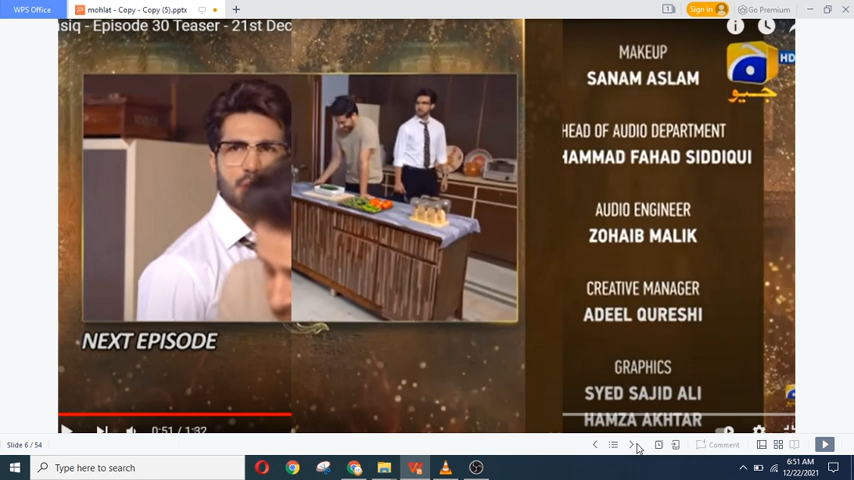 WPS Office
mohlat - Copy - Copy (5).pptx
1
Sign in
Go Premium
asiq - Episode 30 Teaser - 21st Dec
MAKEUP
SANAM ASLAM
HEAD OF AUDIO DEPARTMENT
HAMMAD FAHAD SIDDIQUI
AUDIO ENGINEER
ZOHAIB MALIK
CREATIVE MANAGER
ADEEL QURESHI
GRAPHICS
SYED SAJID ALI
HAMZA AKHTAR
HD
جیو
NEXT EPISODE
0:51 / 1:32
Slide 6 / 54
Comment
Type here to search
6:51 AM
12/22/2021